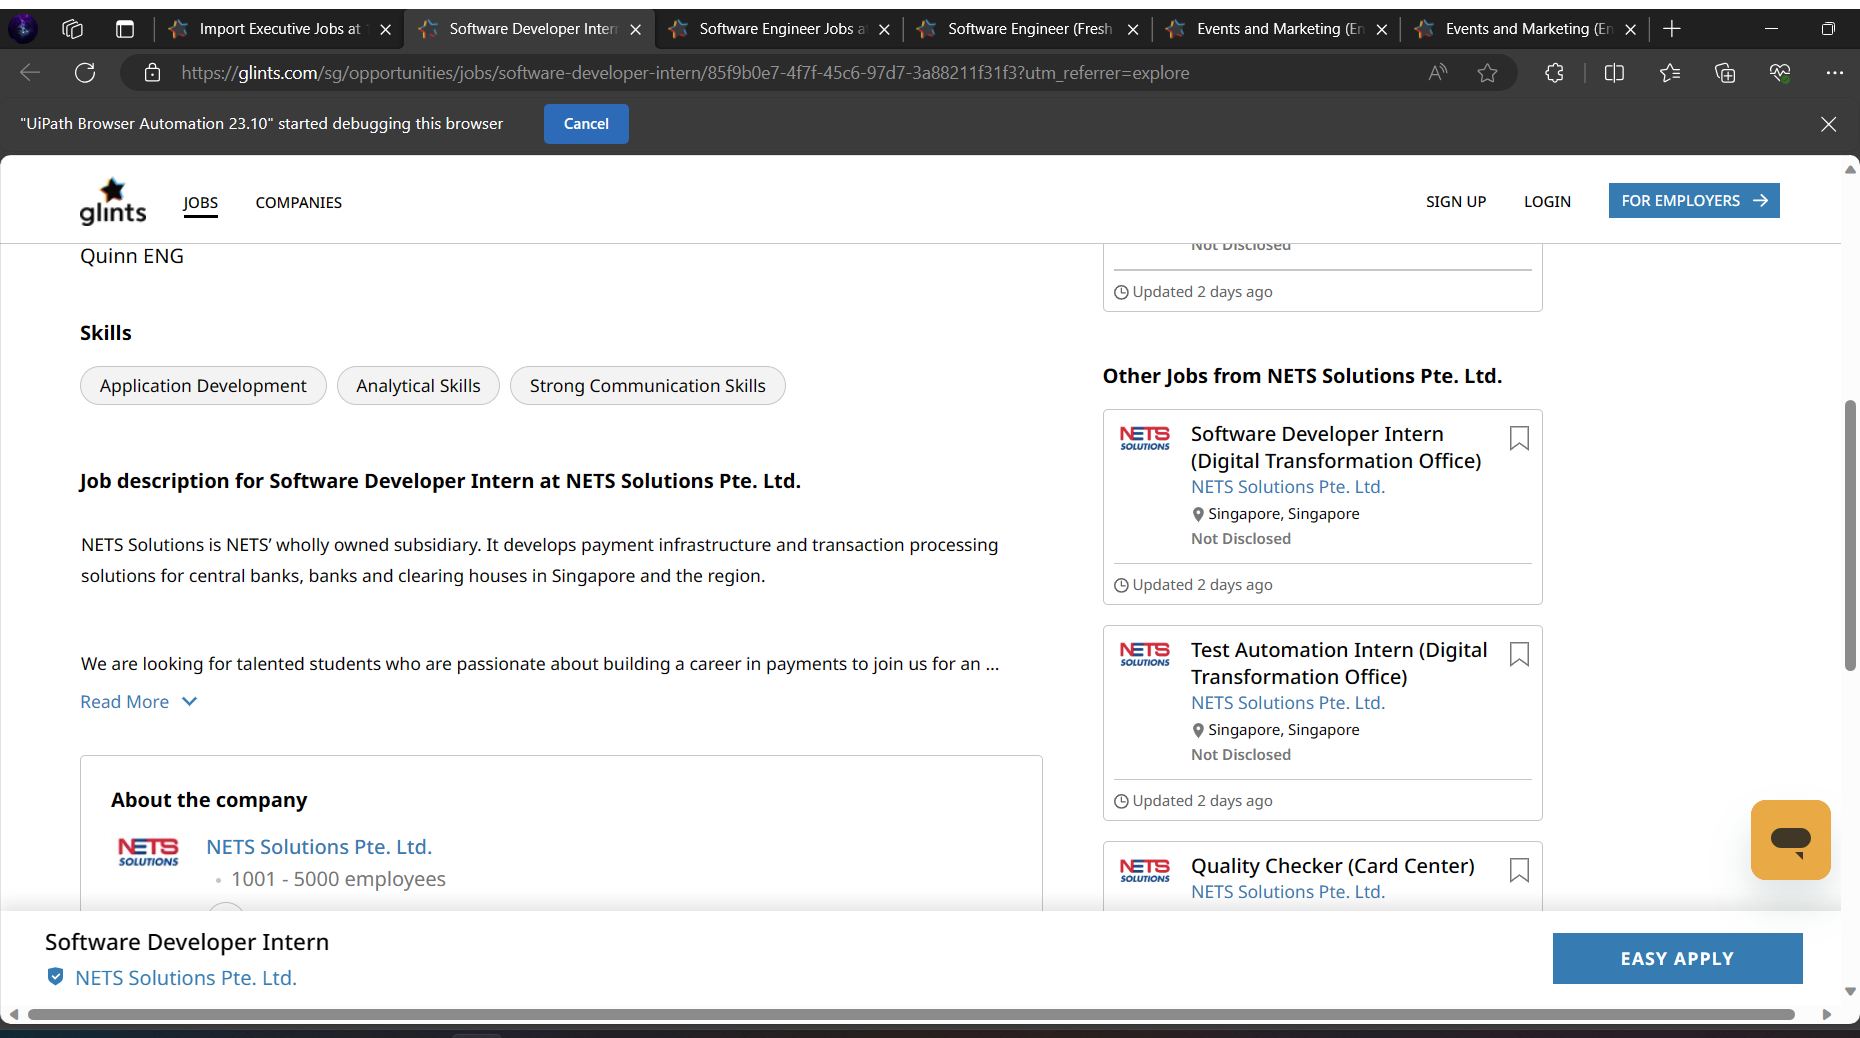 Import Executive Jobs at
Software Developer Inter
Software Engineer Jobs a
Software Engineer (Fresh
Events and Marketing (En
Events and Marketing (En
https://glints.com/sg/opportunities/jobs/software-developer-intern/85f9b0e7-4f7f-45c6-97d7-3a88211f31f3?utm_referrer=explore
"UiPath Browser Automation 23.10" started debugging this browser
Cancel
glints
JOBS
COMPANIES
SIGN UP
LOGIN
FOR EMPLOYERS
Quinn ENG
Skills
Application Development
Analytical Skills
Strong Communication Skills
Job description for Software Developer Intern at NETS Solutions Pte. Ltd.
NETS Solutions is NETS’ wholly owned subsidiary. It develops payment infrastructure and transaction processing
solutions for central banks, banks and clearing houses in Singapore and the region.
We are looking for talented students who are passionate about building a career in payments to join us for an ...
Read More
About the company
NETS
SOLUTIONS
NETS Solutions Pte. Ltd.
1001 - 5000 employees
Not Disclosed
Updated 2 days ago
Other Jobs from NETS Solutions Pte. Ltd.
NETS
SOLUTIONS
Software Developer Intern
(Digital Transformation Office)
NETS Solutions Pte. Ltd.
Singapore, Singapore
Not Disclosed
Updated 2 days ago
NETS
SOLUTIONS
Test Automation Intern (Digital
Transformation Office)
NETS Solutions Pte. Ltd.
Singapore, Singapore
Not Disclosed
Updated 2 days ago
NETS
SOLUTIONS
Quality Checker (Card Center)
NETS Solutions Pte. Ltd.
Software Developer Intern
NETS Solutions Pte. Ltd.
EASY APPLY